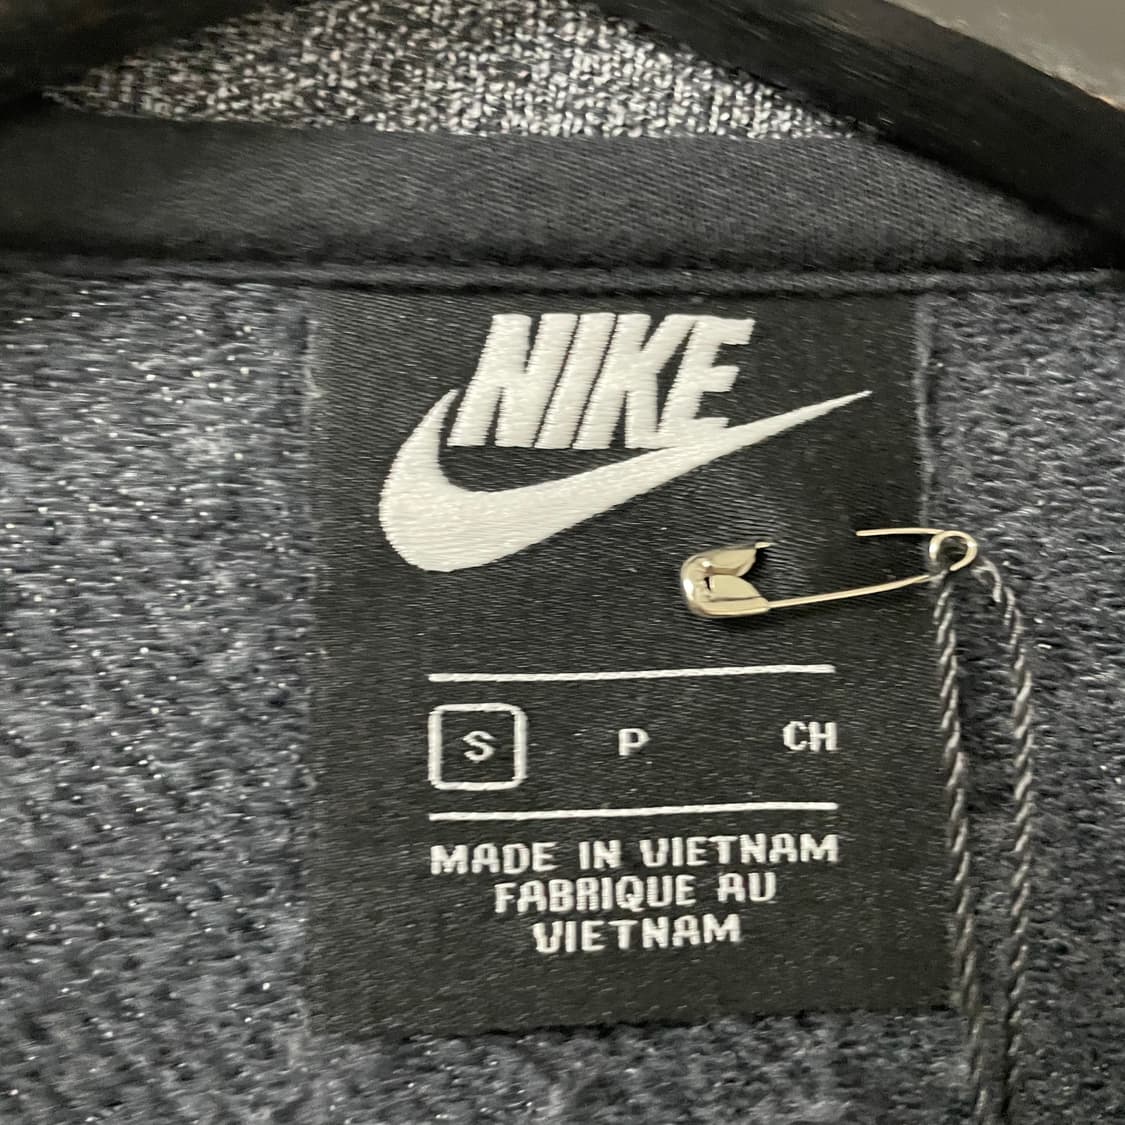 NIKE
S P CH
MADE IN VIETNAM
FABRIQUE AU
VIETNAM